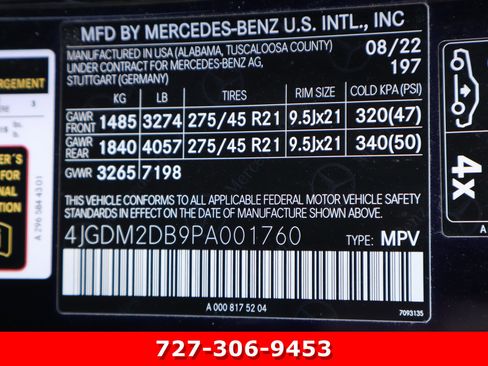 MFD BY MERCEDES-BENZ U.S. INTL., INC
MANUFACTURED IN USA (ALABAMA, TUSCALOOSA COUNTY) 08/22
UNDER CONTRACT FOR MERCEDES-BENZ AG, 197
STUTTGART (GERMANY)
KG LB TIRES RIM SIZE COLD KPA (PSI)
GAWR FRONT 1485 3274 275/45 R21 9.5Jx21 320(47)
GAWR REAR 1840 4057 275/45 R21 9.5Jx21 340(50)
GVWR 3265 7198
THIS VEHICLE CONFORMS TO ALL APPLICABLE FEDERAL MOTOR VEHICLE SAFETY
STANDARDS IN EFFECT ON THE DATE OF MANUFACTURE SHOWN ABOVE.
4JGDM2DB9PA001760 TYPE: MPV
A 000 817 52 04
7093135
A 296 584 43 01
4x
727-306-9453